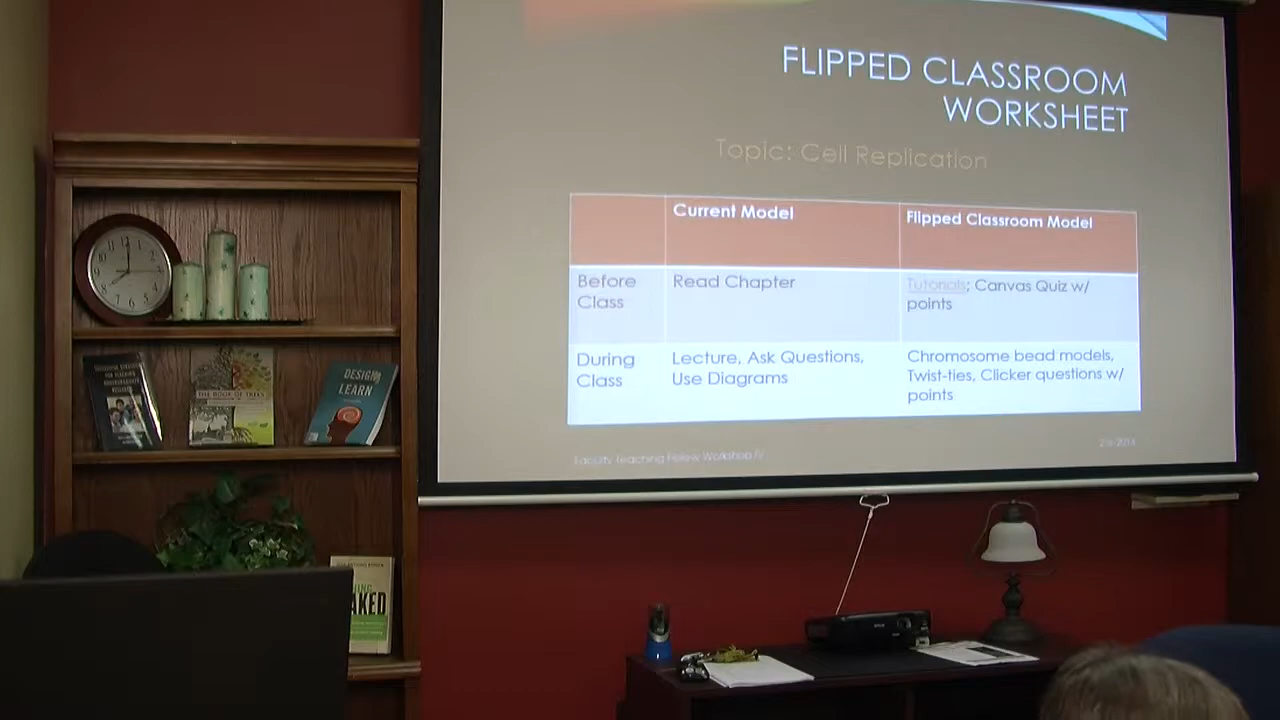 FLIPPED CLASSROOM
WORKSHEET
Topic: Cell Replication
Current Model
Flipped Classroom Model
Before
Class
Read Chapter
Tutorials; Canvas Quiz w/
points
During
Class
Lecture, Ask Questions,
Use Diagrams
Chromosome bead models,
Twist-ties, Clicker questions w/
points
Faculty Teaching Fellow Workshop IV
THE BOOK OF TREES
DESIGN
LEARN
AKED